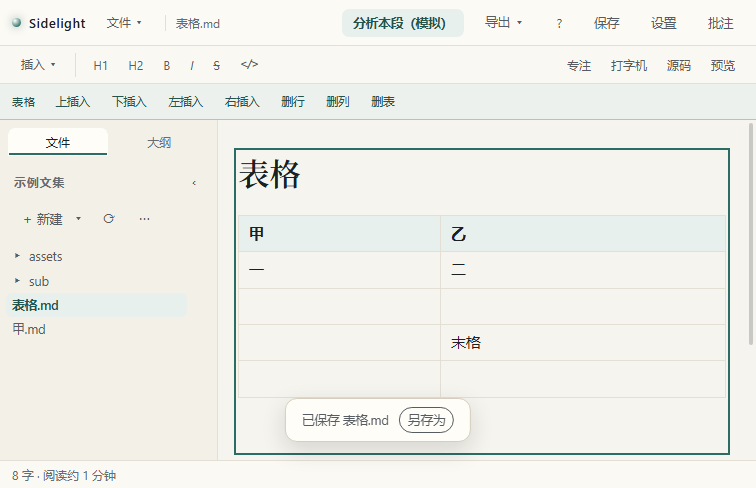 Sidelight 文件 表格.md 分析本段（模拟） 导出 ? 保存 设置 批注
插入 H1 H2 B I S </> 专注 打字机 源码 预览
表格 上插入 下插入 左插入 右插入 删行 删列 删表
文件 大纲
示例文集
+ 新建 ···
assets
sub
表格.md
甲.md
表格
甲 乙
一 二
末格
已保存 表格.md 另存为
8 字 · 阅读约 1 分钟